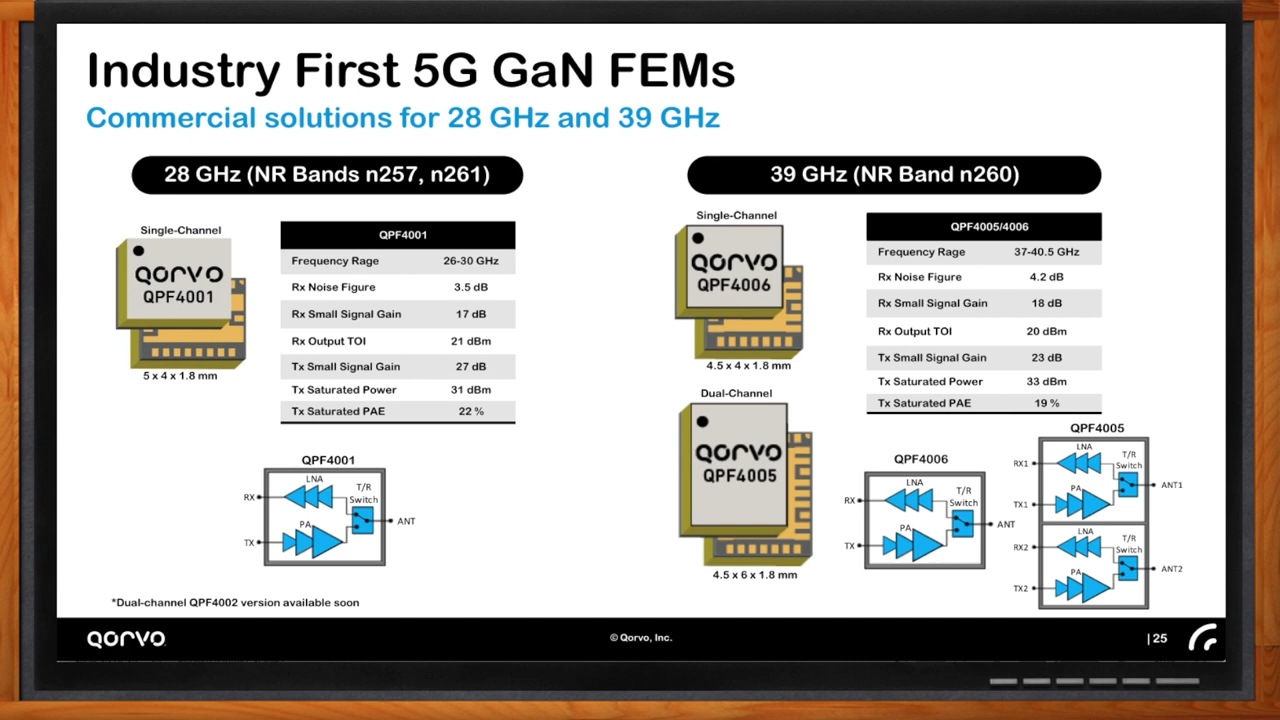 Industry First 5G GaN FEMs
Commercial solutions for 28 GHz and 39 GHz
28 GHz (NR Bands n257, n261)
Single-Channel
QORVO
QPF4001
5 x 4 x 1.8 mm
QPF4001
Frequency Rage 26-30 GHz
Rx Noise Figure 3.5 dB
Rx Small Signal Gain 17 dB
Rx Output TOI 21 dBm
Tx Small Signal Gain 27 dB
Tx Saturated Power 31 dBm
Tx Saturated PAE 22 %
QPF4001
LNA
T/R
Switch
RX
ANT
PA
TX
*Dual-channel QPF4002 version available soon
39 GHz (NR Band n260)
Single-Channel
QORVO
QPF4006
4.5 x 4 x 1.8 mm
Dual-Channel
QORVO
QPF4005
4.5 x 6 x 1.8 mm
QPF4005/4006
Frequency Rage 37-40.5 GHz
Rx Noise Figure 4.2 dB
Rx Small Signal Gain 18 dB
Rx Output TOI 20 dBm
Tx Small Signal Gain 23 dB
Tx Saturated Power 33 dBm
Tx Saturated PAE 19 %
QPF4006
LNA
T/R
Switch
RX
ANT
PA
TX
QPF4005
LNA
T/R
Switch
RX1
ANT1
PA
TX1
LNA
T/R
Switch
RX2
ANT2
PA
TX2
QORVO
© Qorvo, Inc.
| 25